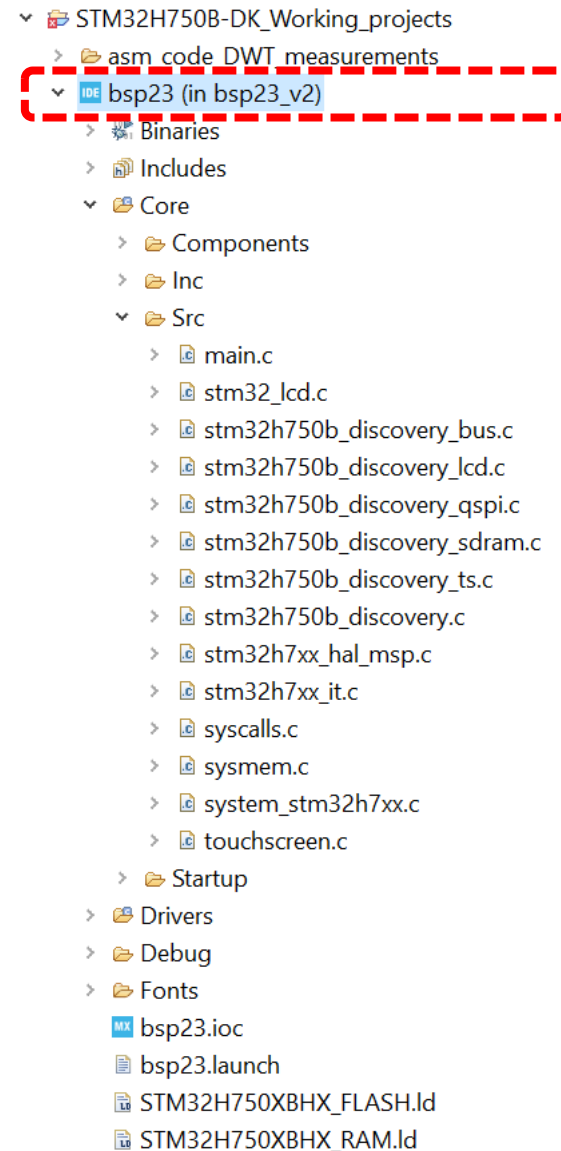 STM32H750B-DK_Working_projects
asm_code_DWT_measurements
IDE bsp23 (in bsp23_v2)
Binaries
Includes
Core
Components
Inc
Src
main.c
stm32_lcd.c
stm32h750b_discovery_bus.c
stm32h750b_discovery_lcd.c
stm32h750b_discovery_qspi.c
stm32h750b_discovery_sdram.c
stm32h750b_discovery_ts.c
stm32h750b_discovery.c
stm32h7xx_hal_msp.c
stm32h7xx_it.c
syscalls.c
sysmem.c
system_stm32h7xx.c
touchscreen.c
Startup
Drivers
Debug
Fonts
MX bsp23.ioc
bsp23.launch
STM32H750XBHX_FLASH.ld
STM32H750XBHX_RAM.ld